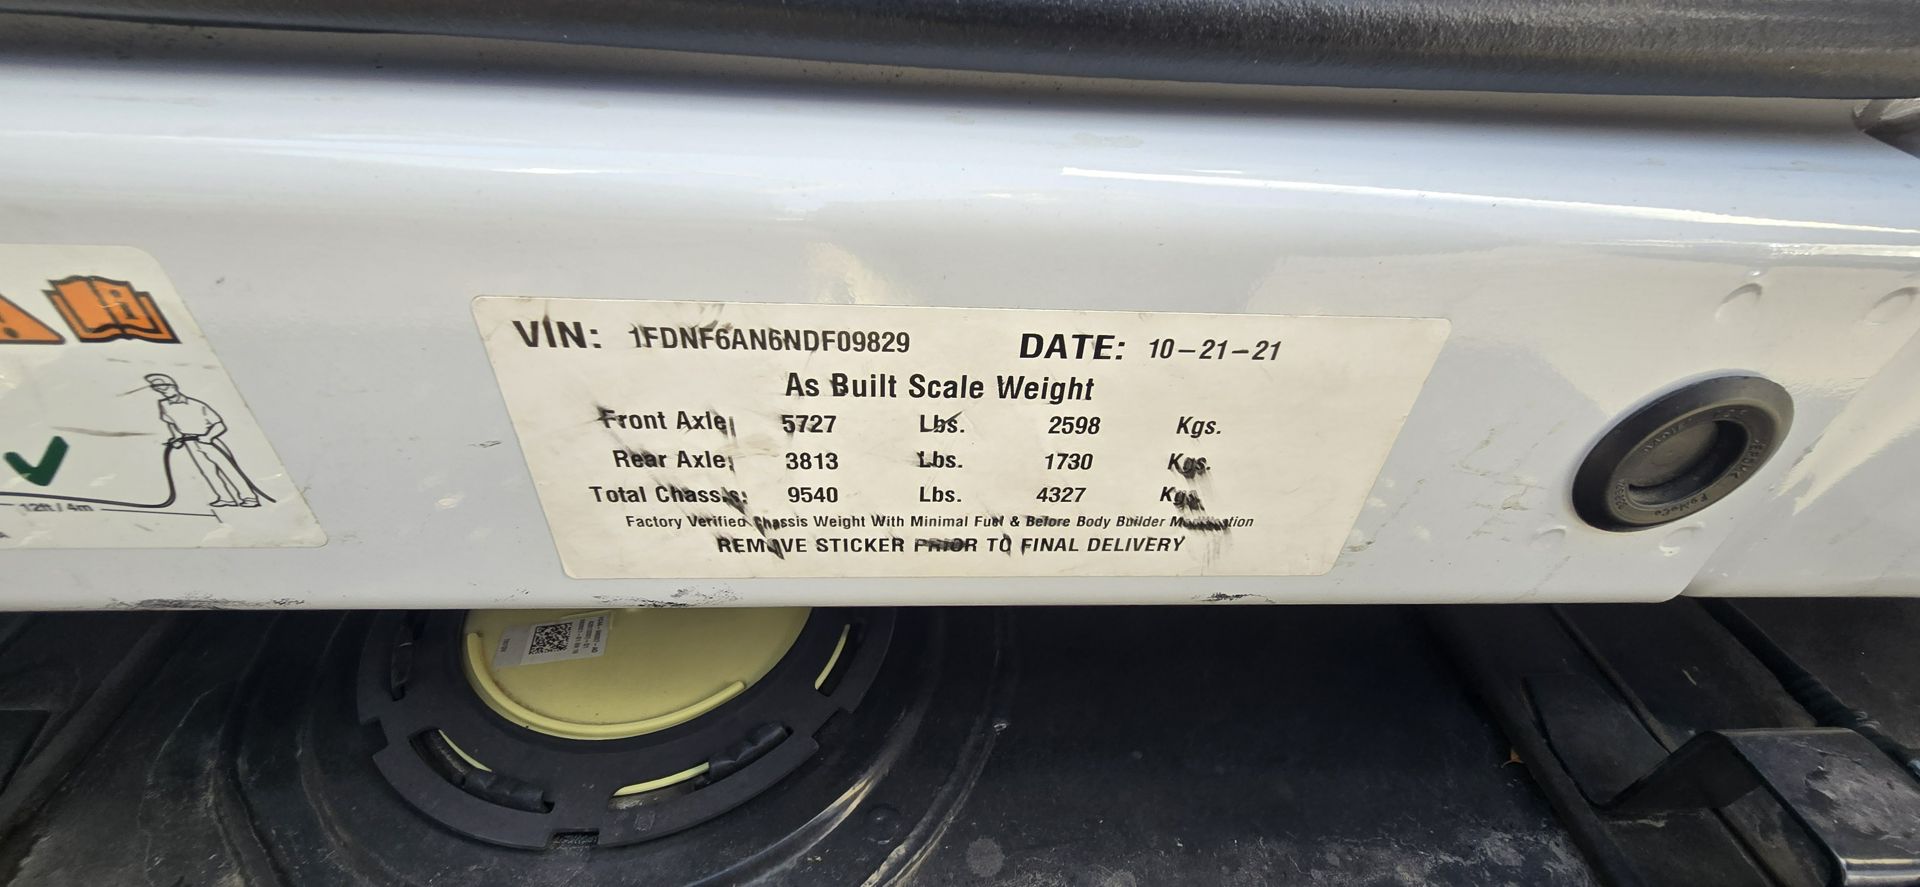 VIN: 1FDNF6AN6NDF09829 DATE: 10-21-21
As Built Scale Weight
Front Axle: 5727 Lbs. 2598 Kgs.
Rear Axle: 3813 Lbs. 1730 Kgs.
Total Chassis: 9540 Lbs. 4327 Kgs.
Factory Verified Chassis Weight With Minimal Fuel & Before Body Builder
REMOVE STICKER PRIOR TO FINAL DELIVERY
12ft / 4m